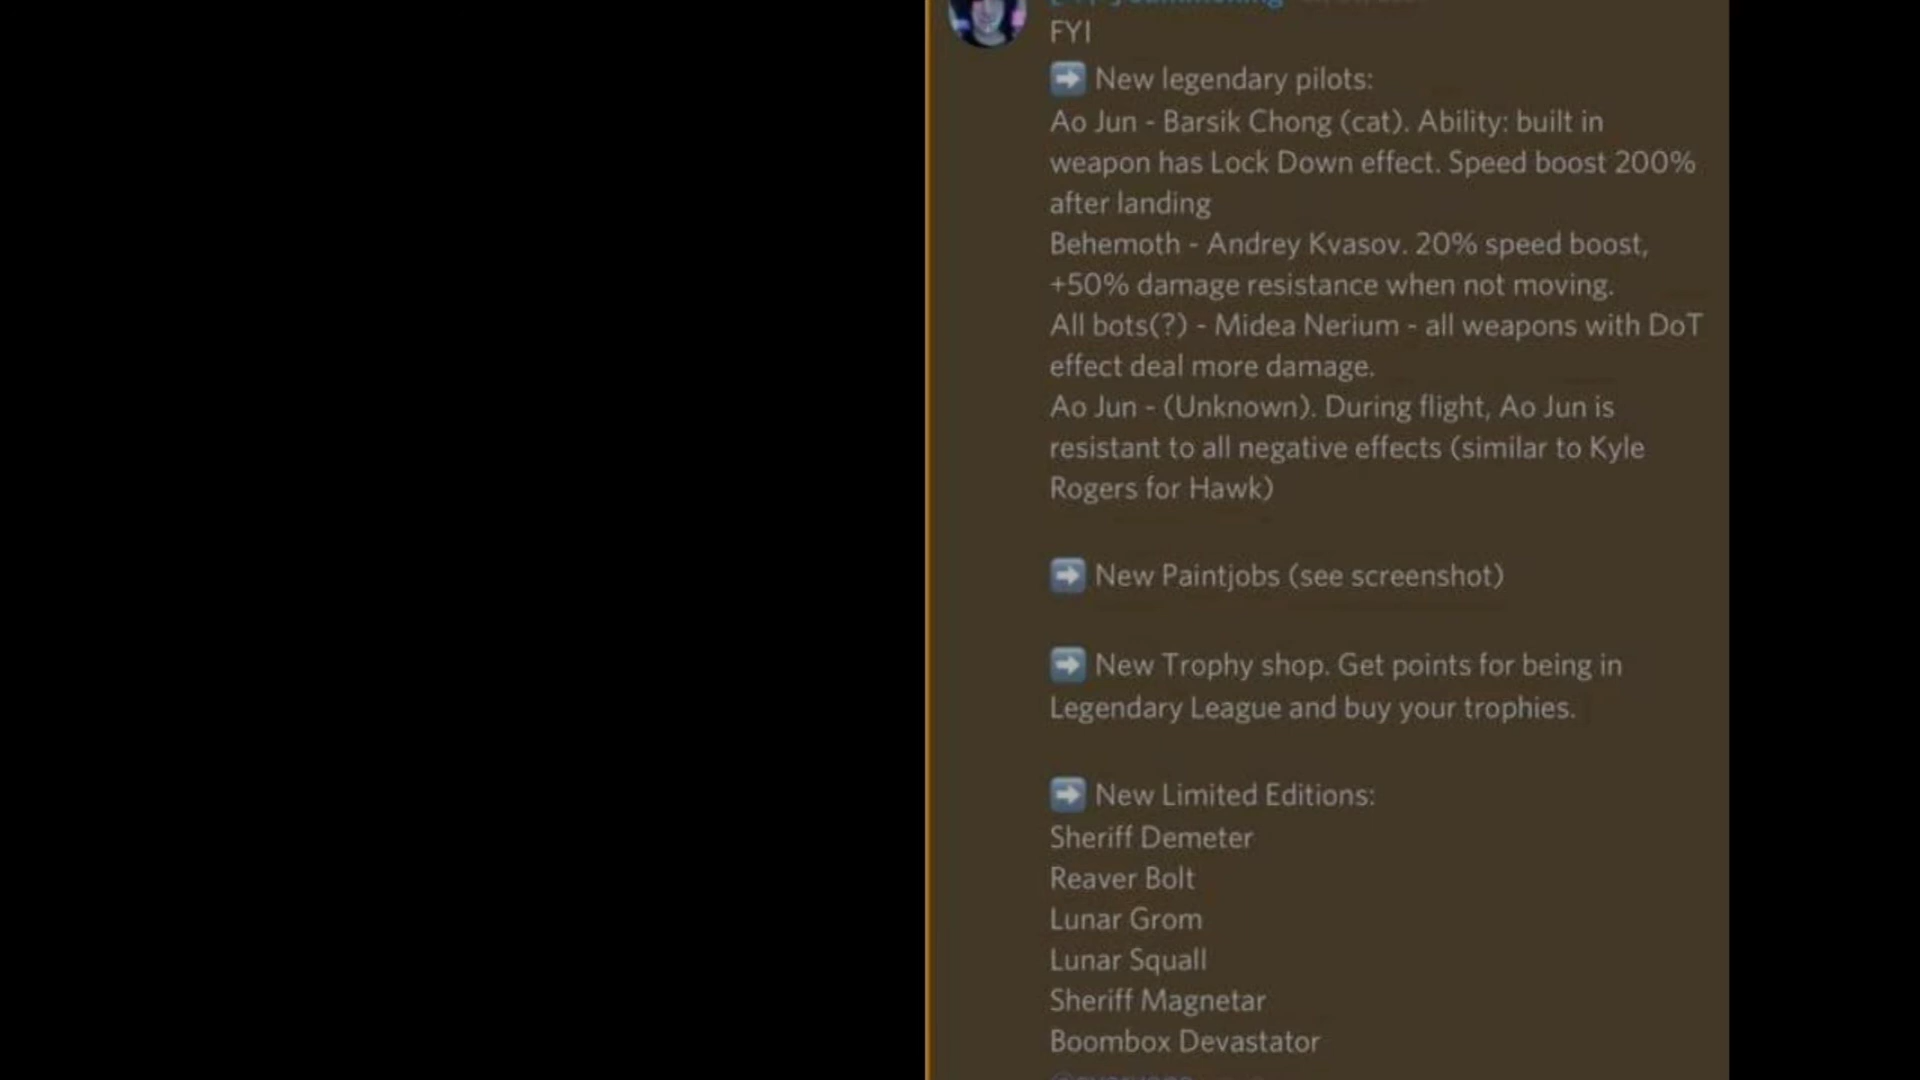 FYI
➡ New legendary pilots:
Ao Jun - Barsik Chong (cat). Ability: built in
weapon has Lock Down effect. Speed boost 200%
after landing
Behemoth - Andrey Kvasov. 20% speed boost,
+50% damage resistance when not moving.
All bots(?) - Midea Nerium - all weapons with DoT
effect deal more damage.
Ao Jun - (Unknown). During flight, Ao Jun is
resistant to all negative effects (similar to Kyle
Rogers for Hawk)
➡ New Paintjobs (see screenshot)
➡ New Trophy shop. Get points for being in
Legendary League and buy your trophies.
➡ New Limited Editions:
Sheriff Demeter
Reaver Bolt
Lunar Grom
Lunar Squall
Sheriff Magnetar
Boombox Devastator